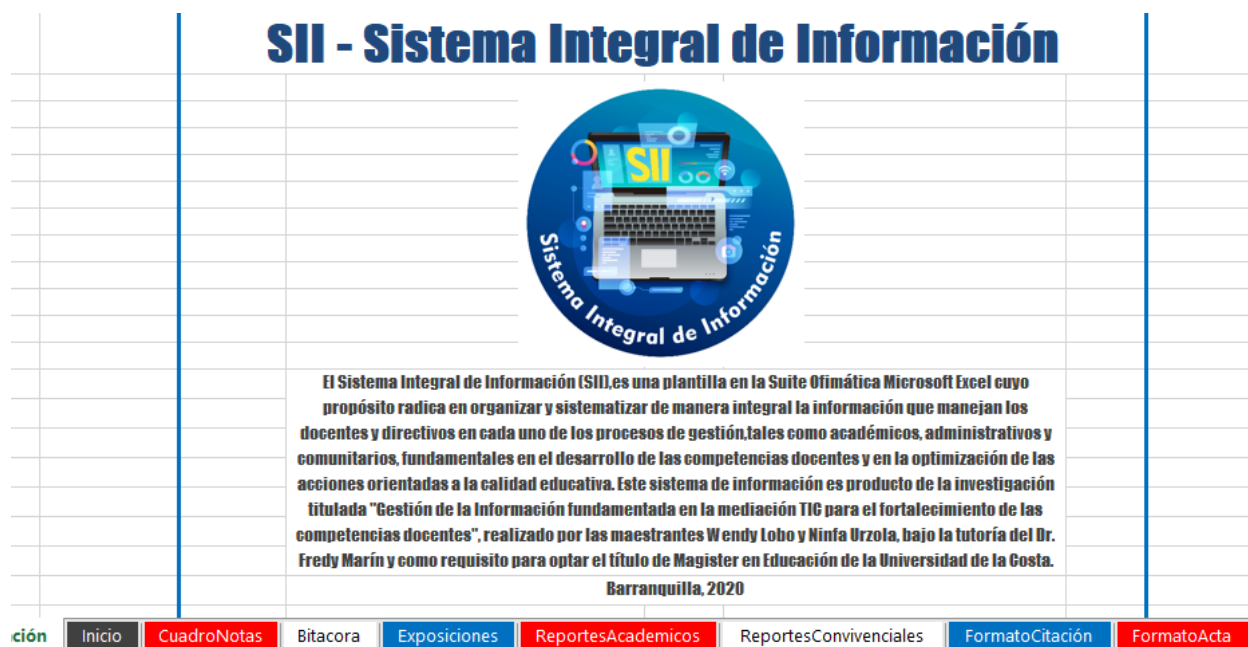 SII - Sistema Integral de Información
SII
Sistema Integral de Información
El Sistema Integral de Información (SII),es una plantilla en la Suite Ofimática Microsoft Excel cuyo
propósito radica en organizar y sistematizar de manera integral la información que manejan los
docentes y directivos en cada uno de los procesos de gestión,tales como académicos, administrativos y
comunitarios, fundamentales en el desarrollo de las competencias docentes y en la optimización de las
acciones orientadas a la calidad educativa. Este sistema de información es producto de la investigación
titulada "Gestión de la Información fundamentada en la mediación TIC para el fortalecimiento de las
competencias docentes", realizado por las maestrantes Wendy Lobo y Ninfa Urzola, bajo la tutoría del Dr.
Fredy Marín y como requisito para optar el título de Magister en Educación de la Universidad de la Costa.
Barranquilla, 2020
ción Inicio CuadroNotas Bitacora Exposiciones ReportesAcademicos ReportesConvivenciales FormatoCitación FormatoActa